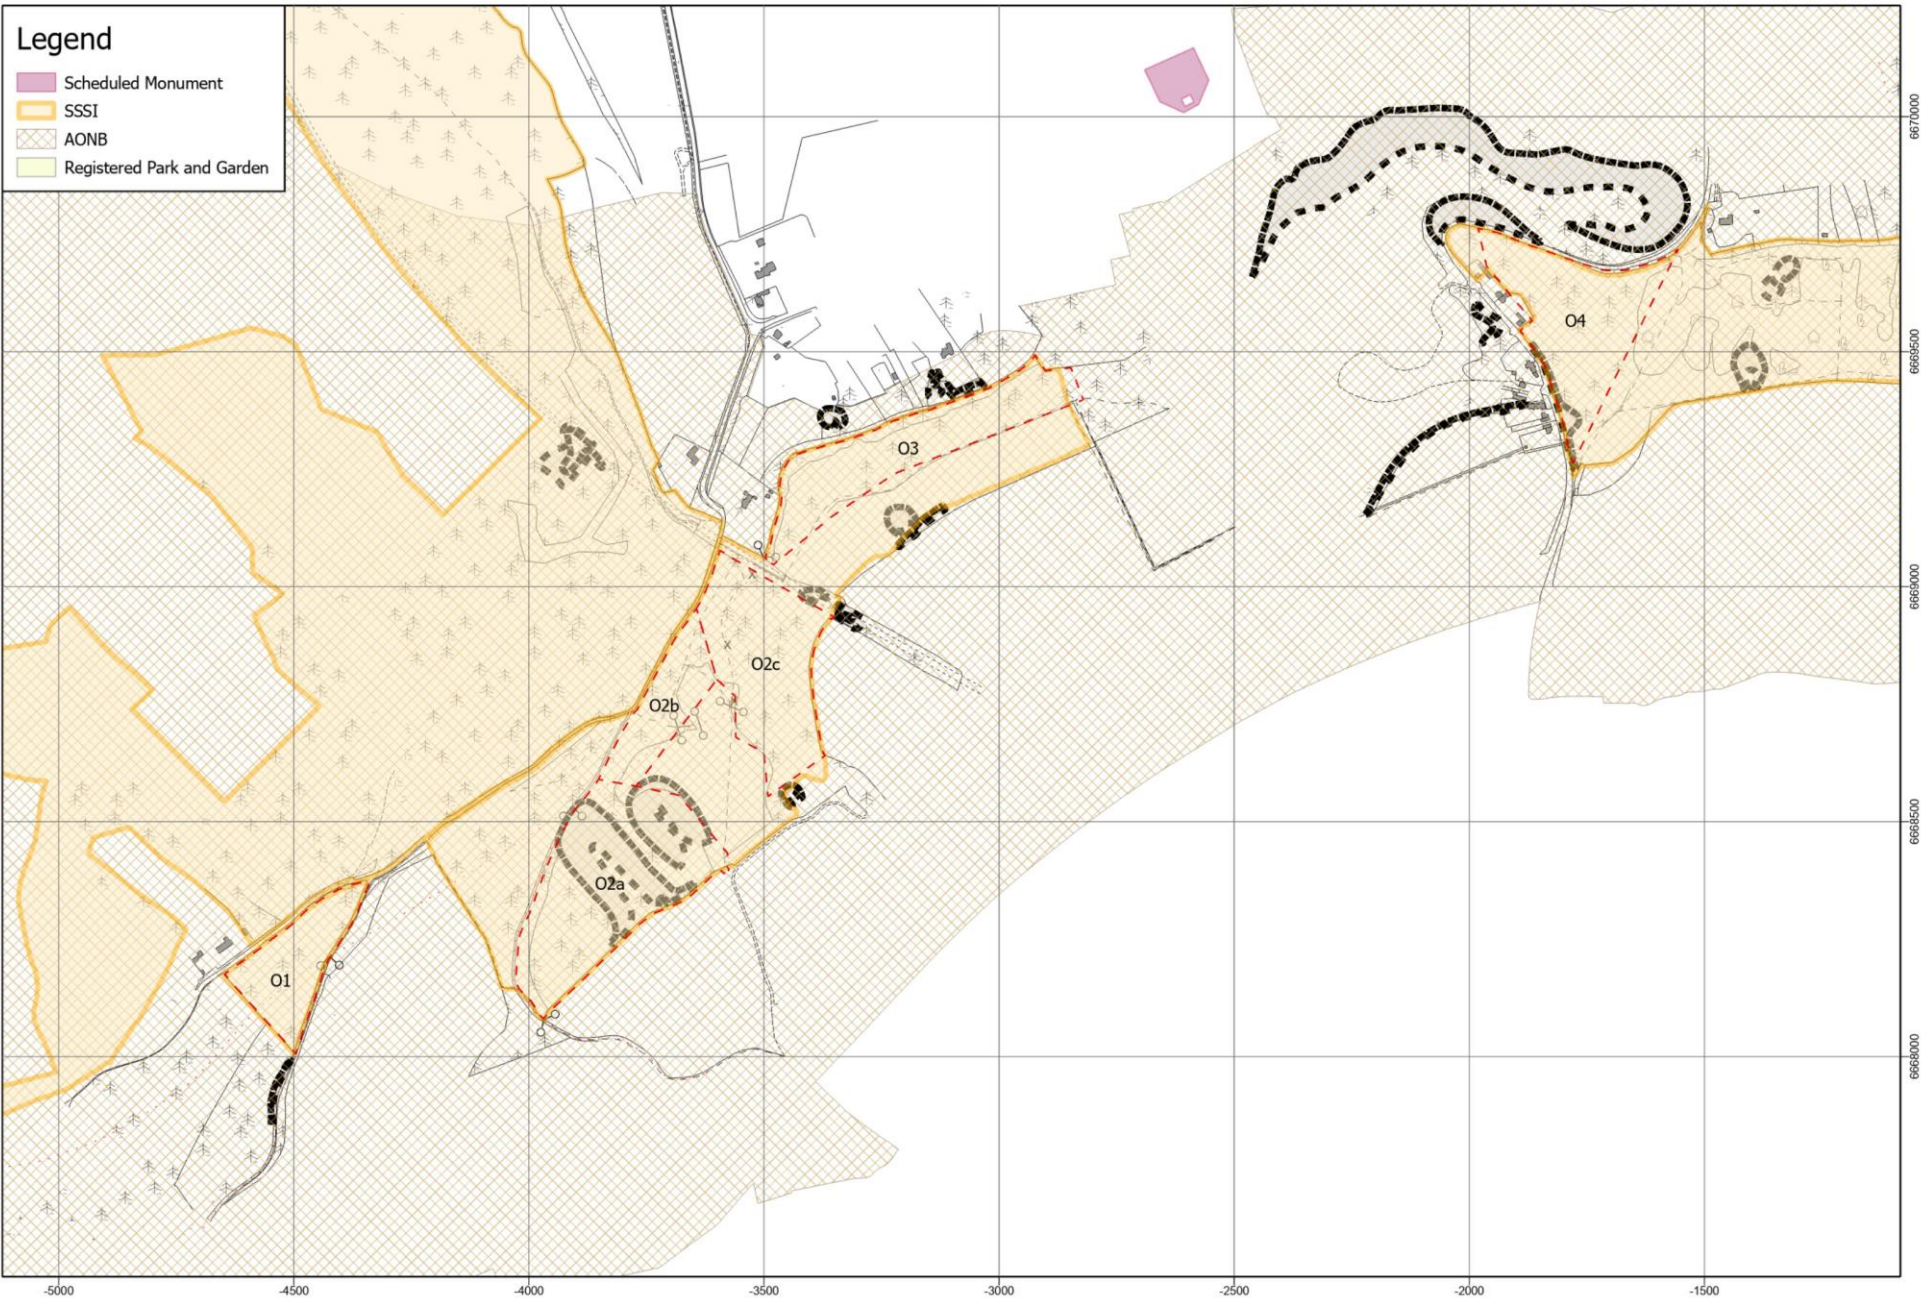 Legend
Scheduled Monument
SSSI
AONB
Registered Park and Garden
O4
O3
O2c
O2b
O2a
O1
6670000
6669500
6669000
6668500
6668000
-5000
-4500
-4000
-3500
-3000
-2500
-2000
-1500